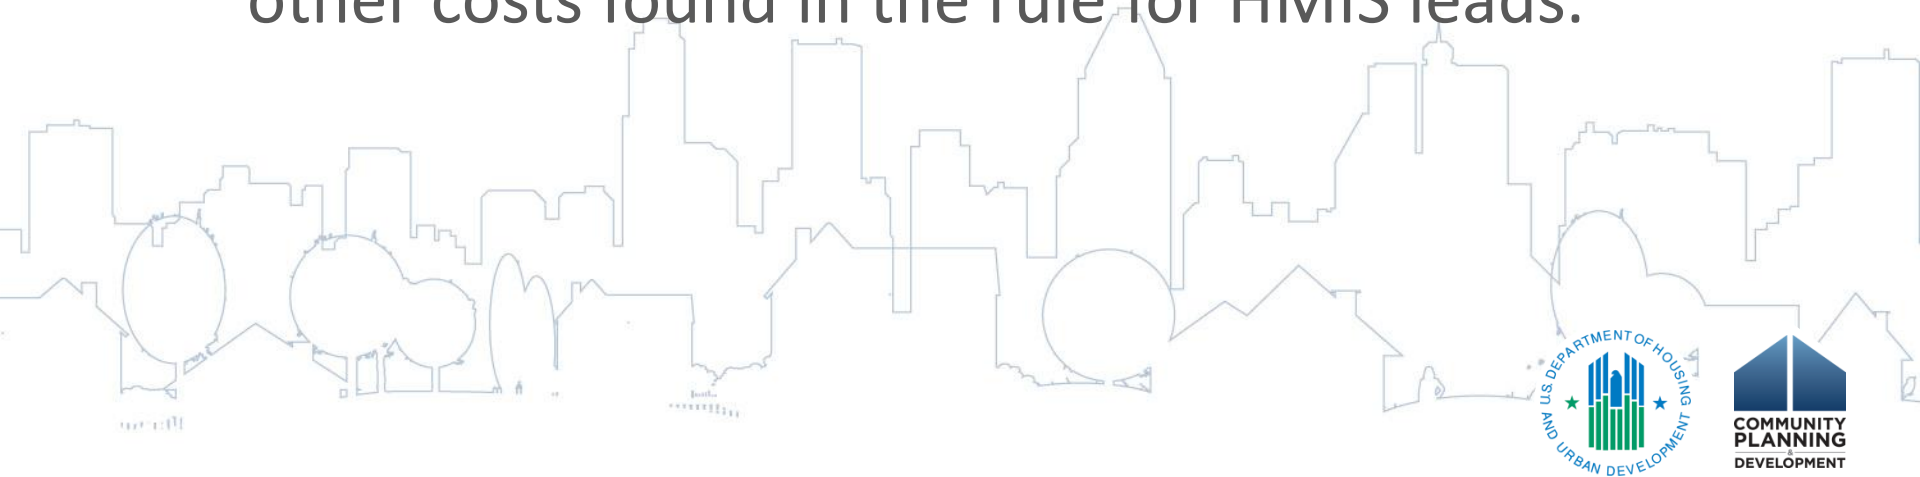 other costs found in the rule for HMIS leads.
U.S. DEPARTMENT OF HOUSING
AND URBAN DEVELOPMENT
COMMUNITY
PLANNING
&
DEVELOPMENT